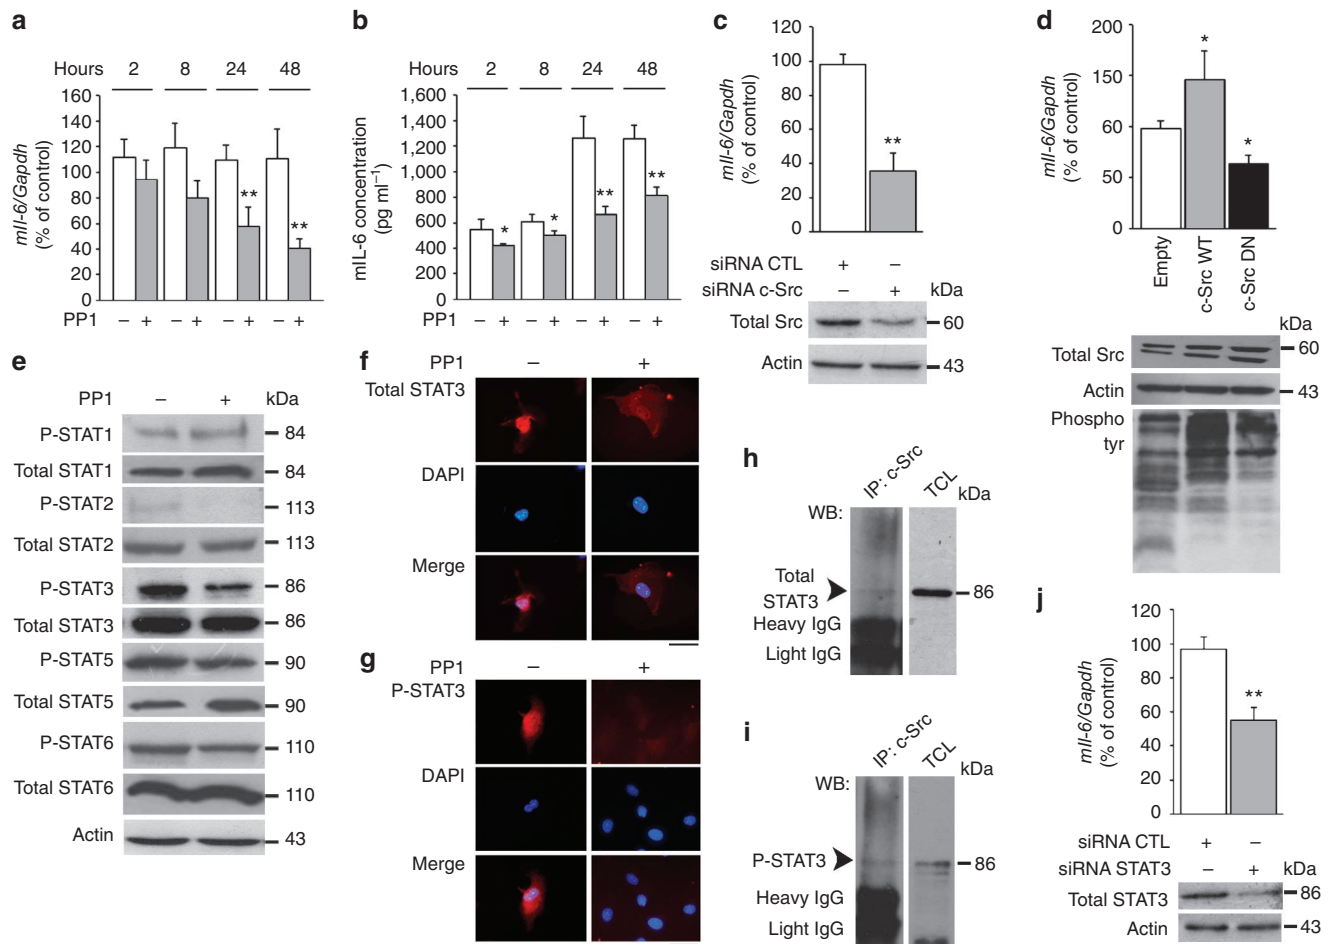 a
Hours 2 8 24 48
mIl-6/Gapdh
(% of control)
160
140
120
100
80
60
40
20
0
** **
PP1 – + – + – + – +
b
Hours 2 8 24 48
mIL-6 concentration
(pg ml–1)
1,600
1,400
1,200
1,000
800
600
400
200
0
* * ** **
PP1 – + – + – + – +
c
mIl-6/Gapdh
(% of control)
120
100
80
60
40
20
0
**
siRNA CTL + –
siRNA c-Src – + kDa
Total Src 60
Actin 43
d
mIl-6/Gapdh
(% of control)
200
150
60
50
0
* *
Empty
c-Src WT
c-Src DN
kDa
Total Src 60
Actin 43
Phospho
tyr
e
PP1 – + kDa
P-STAT1 84
Total STAT1 84
P-STAT2 113
Total STAT2 113
P-STAT3 86
Total STAT3 86
P-STAT5 90
Total STAT5 90
P-STAT6 110
Total STAT6 110
Actin 43
f
PP1 – +
Total STAT3
DAPI
Merge
g
PP1 – +
P-STAT3
DAPI
Merge
h
IP: c-Src
TCL
kDa
WB:
Total
STAT3 86
Heavy IgG
Light IgG
i
IP: c-Src
TCL
kDa
WB:
P-STAT3 86
Heavy IgG
Light IgG
j
mIl-6/Gapdh
(% of control)
120
100
80
60
40
20
0
**
siRNA CTL + –
siRNA STAT3 – + kDa
Total STAT3 86
Actin 43